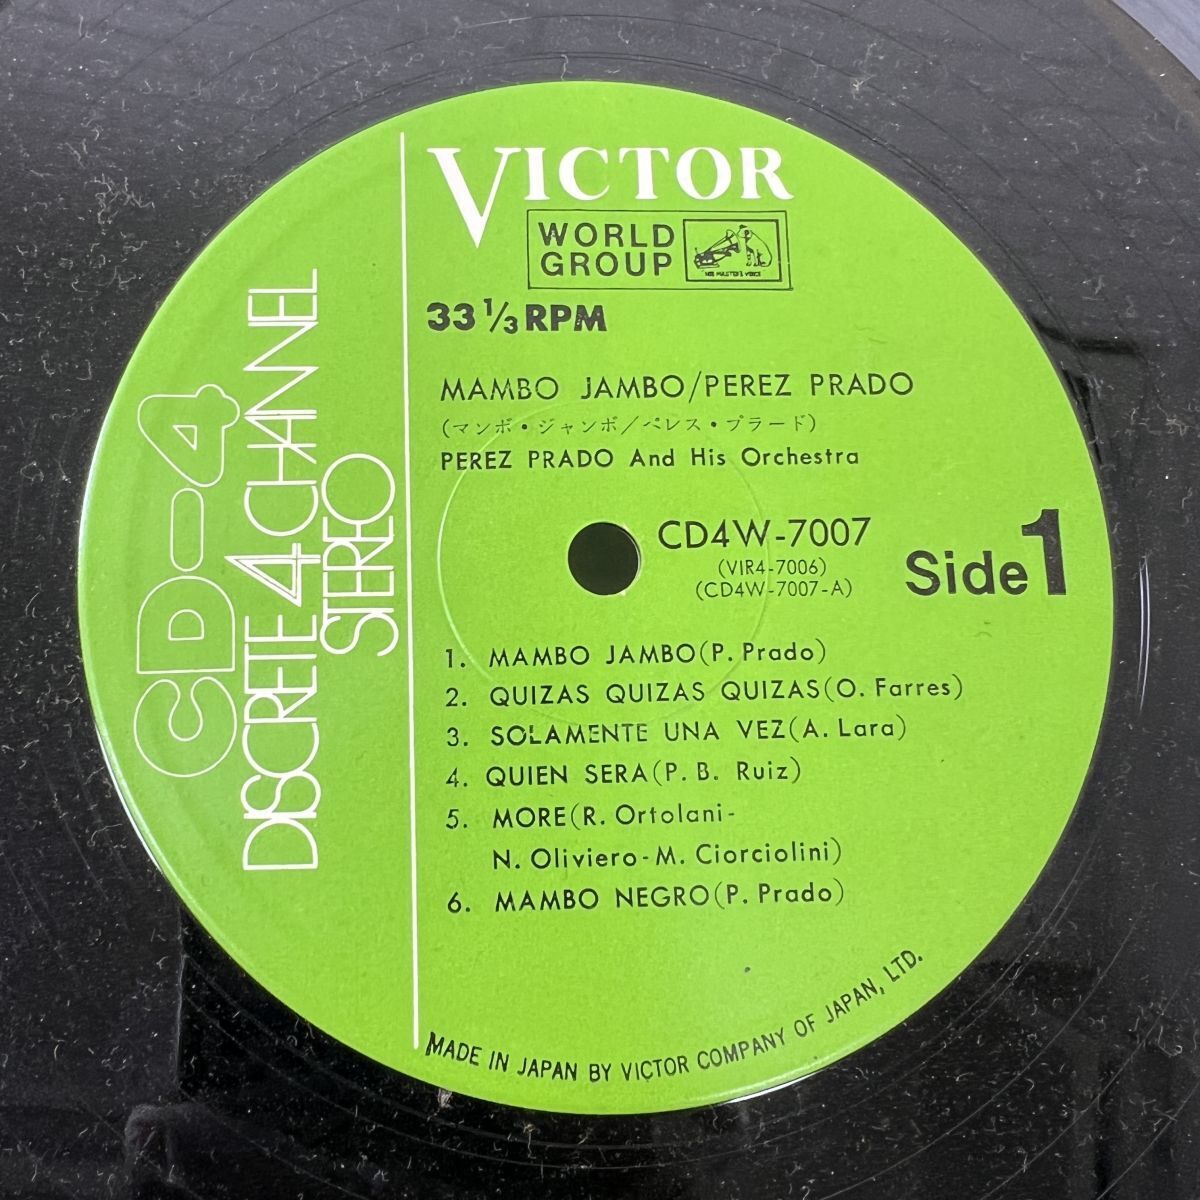 VICTOR
WORLD
GROUP
HIS MASTER'S VOICE
33 1/3 RPM
MAMBO JAMBO/PEREZ PRADO
(マンボ・ジャンボ/ペレス・プラード)
PEREZ PRADO And His Orchestra
CD4W-7007
(VIR4-7006)
(CD4W-7007-A)
Side 1
1. MAMBO JAMBO(P. Prado)
2. QUIZAS QUIZAS QUIZAS(O. Farres)
3. SOLAMENTE UNA VEZ(A. Lara)
4. QUIEN SERA(P. B. Ruiz)
5. MORE(R. Ortolani-
N. Oliviero-M. Ciorciolini)
6. MAMBO NEGRO(P. Prado)
MADE IN JAPAN BY VICTOR COMPANY OF JAPAN, LTD.
CD-4
DISCRETE 4 CHANNEL
STEREO